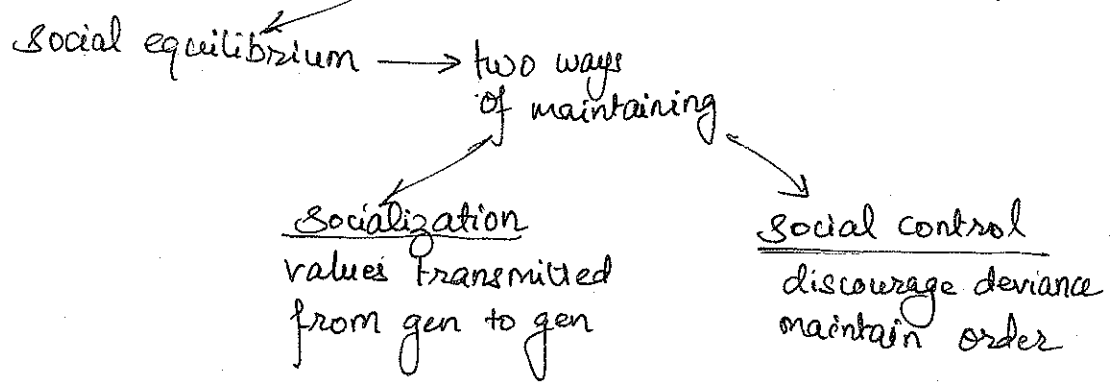 Social equilibrium → two ways
of maintaining
Socialization
values transmitted
from gen to gen
Social control
discourage deviance
maintain order